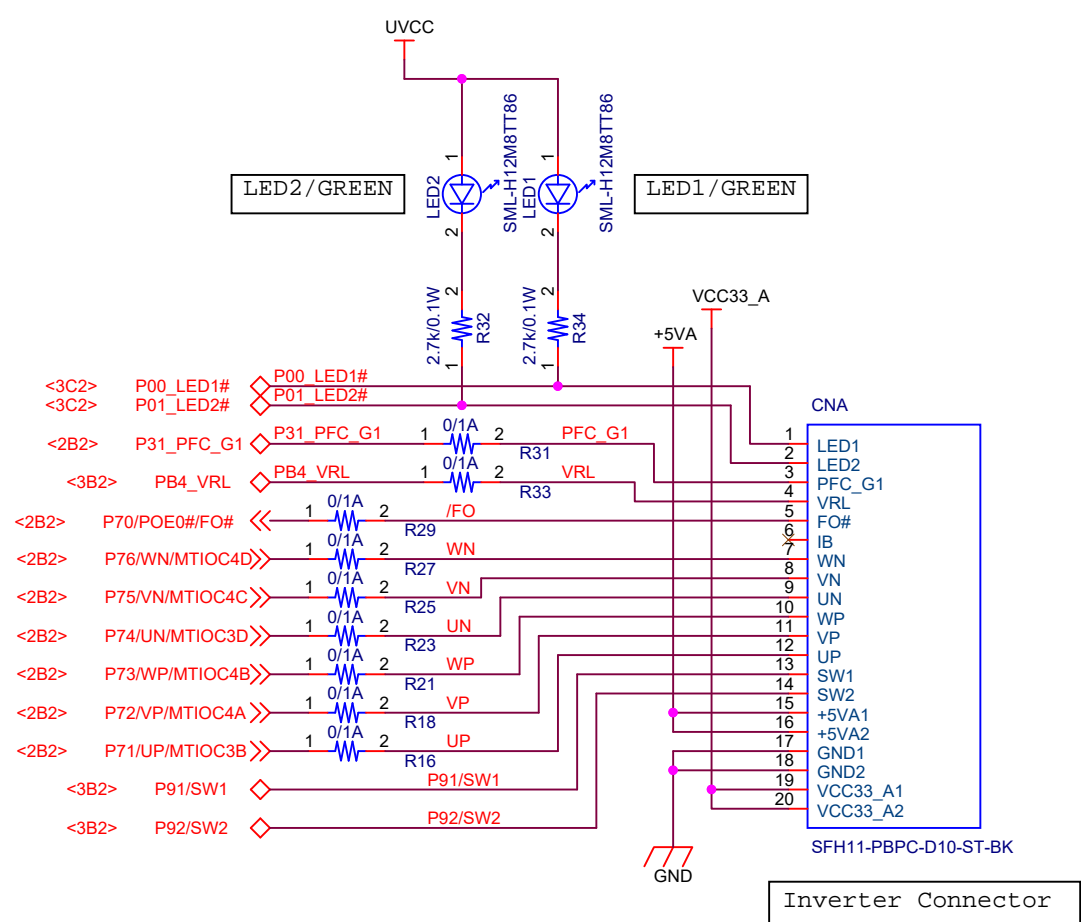 UVCC
LED2/GREEN
1
LED2
2
SML-H12M8TT86
1
LED1
2
SML-H12M8TT86
LED1/GREEN
2
2.7k/0.1W
R32
1
2
2.7k/0.1W
R34
1
VCC33_A
+5VA
<3C2> P00_LED1# P00_LED1#
<3C2> P01_LED2# P01_LED2#
<2B2> P31_PFC_G1 P31_PFC_G1 1 0/1A 2 R31 PFC_G1
<3B2> PB4_VRL PB4_VRL 1 0/1A 2 R33 VRL
<2B2> P70/POE0#/FO# 1 0/1A 2 R29 /FO
<2B2> P76/WN/MTIOC4D 1 0/1A 2 R27 WN
<2B2> P75/VN/MTIOC4C 1 0/1A 2 R25 VN
<2B2> P74/UN/MTIOC3D 1 0/1A 2 R23 UN
<2B2> P73/WP/MTIOC4B 1 0/1A 2 R21 WP
<2B2> P72/VP/MTIOC4A 1 0/1A 2 R18 VP
<2B2> P71/UP/MTIOC3B 1 0/1A 2 R16 UP
<3B2> P91/SW1 P91/SW1
<3B2> P92/SW2 P92/SW2
GND
CNA
1 LED1
2 LED2
3 PFC_G1
4 VRL
5 FO#
6 IB
7 WN
8 VN
9 UN
10 WP
11 VP
12 UP
13 SW1
14 SW2
15 +5VA1
16 +5VA2
17 GND1
18 GND2
19 VCC33_A1
20 VCC33_A2
SFH11-PBPC-D10-ST-BK
Inverter Connector